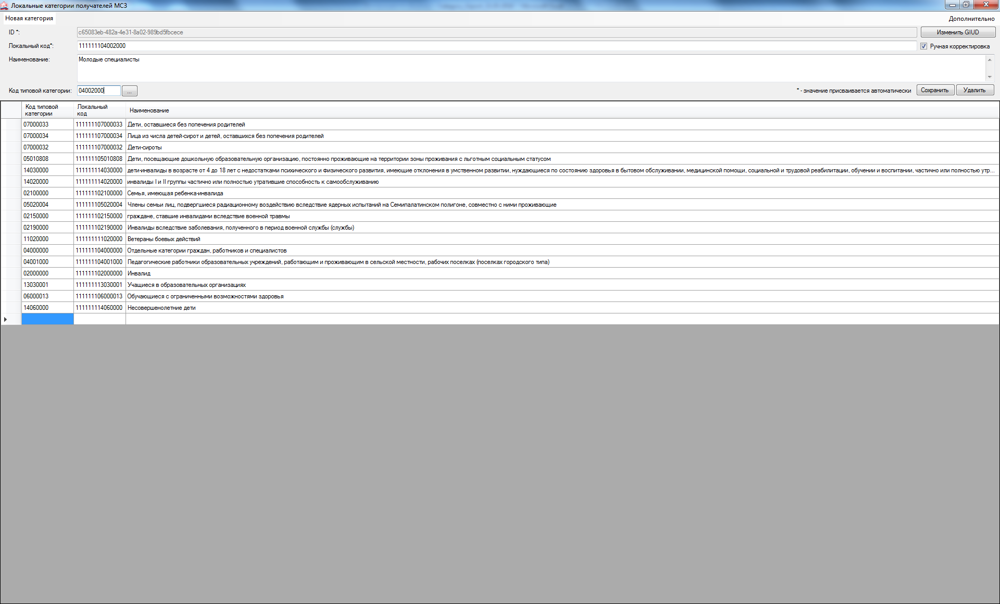 Локальные категории получателей МСЗ
Новая категория
Дополнительно
ID *:
c65083eb-482a-4e31-8a02-989bd5fbcece
Изменить GIUD
Локальный код*:
111111104002000
Ручная корректировка
Наименование:
Молодые специалисты
Код типовой категории:
04002000
...
* - значение присваивается автоматически
Сохранить
Удалить
Код типовой категории
Локальный код
Наименование
07000033 111111107000033 Дети, оставшиеся без попечения родителей
07000034 111111107000034 Лица из числа детей-сирот и детей, оставшихся без попечения родителей
07000032 111111107000032 Дети-сироты
05010808 111111105010808 Дети, посещающие дошкольную образовательную организацию, постоянно проживающие на территории зоны проживания с льготным социальным статусом
14030000 111111114030000 дети-инвалиды в возрасте от 4 до 18 лет с недостатками психического и физического развития, имеющие отклонения в умственном развитии, нуждающиеся по состоянию здоровья в бытовом обслуживании, медицинской помощи, социальной и трудовой реабилитации, обучении и воспитании, частично или полностью утр...
14020000 111111114020000 инвалиды I и II группы частично или полностью утратившие способность к самообслуживанию
02100000 111111102100000 Семья, имеющая ребенка-инвалида
05020004 111111105020004 Члены семьи лиц, подвергшиеся радиационному воздействию вследствие ядерных испытаний на Семипалатинском полигоне, совместно с ними проживающие
02150000 111111102150000 граждане, ставшие инвалидами вследствие военной травмы
02190000 111111102190000 Инвалиды вследствие заболевания, полученного в период военной службы (службы)
11020000 111111111020000 Ветераны боевых действий
04000000 111111104000000 Отдельные категории граждан, работников и специалистов
04001000 111111104001000 Педагогические работники образовательных учреждений, работающим и проживающим в сельской местности, рабочих поселках (поселках городского типа)
02000000 111111102000000 Инвалид
13030001 111111113030001 Учащиеся в образовательных организациях
06000013 111111106000013 Обучающиеся с ограниченными возможностями здоровья
14060000 111111114060000 Несовершенолетние дети